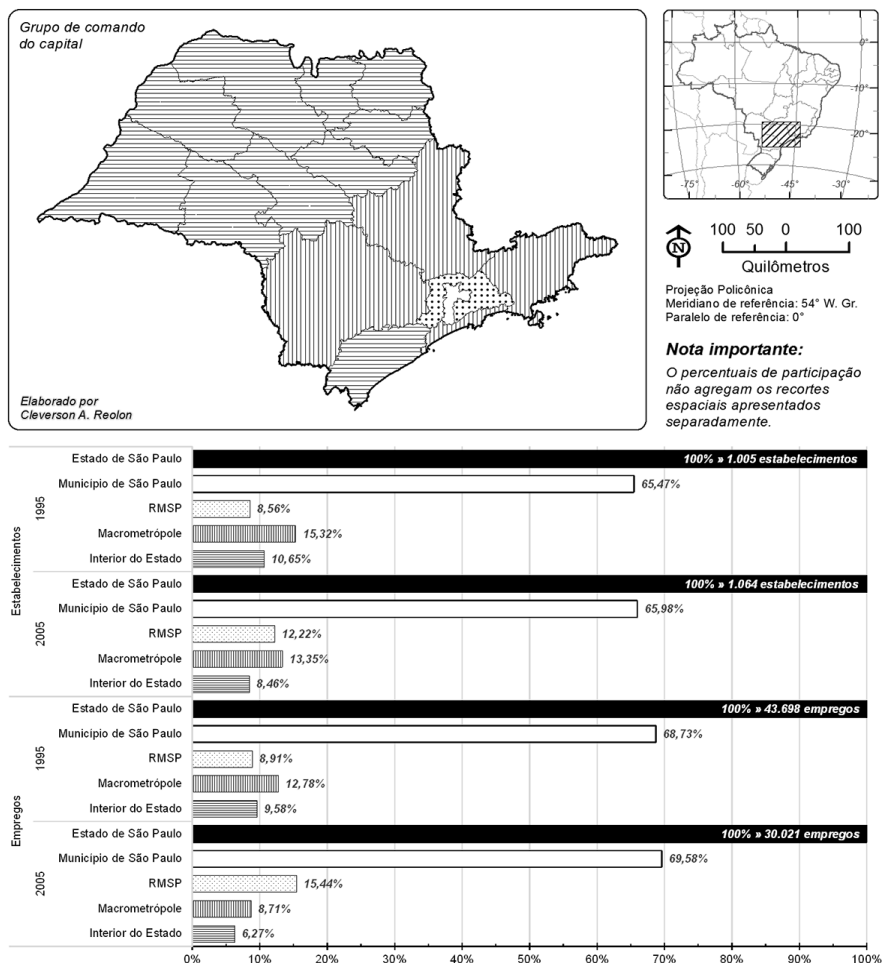 Grupo de comando
do capital
Elaborado por
Cleverson A. Reolon
0°
-10°
-20°
-75°
-60°
-45°
-30°
N
100 50 0 100
Quilômetros
Projeção Policônica
Meridiano de referência: 54° W. Gr.
Paralelo de referência: 0°
Nota importante:
O percentuais de participação
não agregam os recortes
espaciais apresentados
separadamente.
Estabelecimentos
1995
Estado de São Paulo 100% » 1.005 estabelecimentos
Município de São Paulo 65,47%
RMSP 8,56%
Macrometrópole 15,32%
Interior do Estado 10,65%
2005
Estado de São Paulo 100% » 1.064 estabelecimentos
Município de São Paulo 65,98%
RMSP 12,22%
Macrometrópole 13,35%
Interior do Estado 8,46%
Empregos
1995
Estado de São Paulo 100% » 43.698 empregos
Município de São Paulo 68,73%
RMSP 8,91%
Macrometrópole 12,78%
Interior do Estado 9,58%
2005
Estado de São Paulo 100% » 30.021 empregos
Município de São Paulo 69,58%
RMSP 15,44%
Macrometrópole 8,71%
Interior do Estado 6,27%
0% 10% 20% 30% 40% 50% 60% 70% 80% 90% 100%